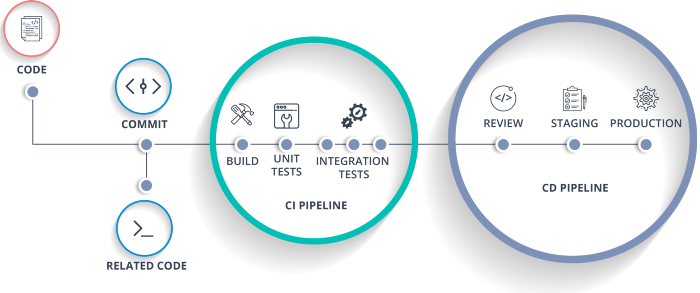 CODE
COMMIT
RELATED CODE
BUILD
UNIT
TESTS
INTEGRATION
TESTS
CI PIPELINE
REVIEW
STAGING
PRODUCTION
CD PIPELINE